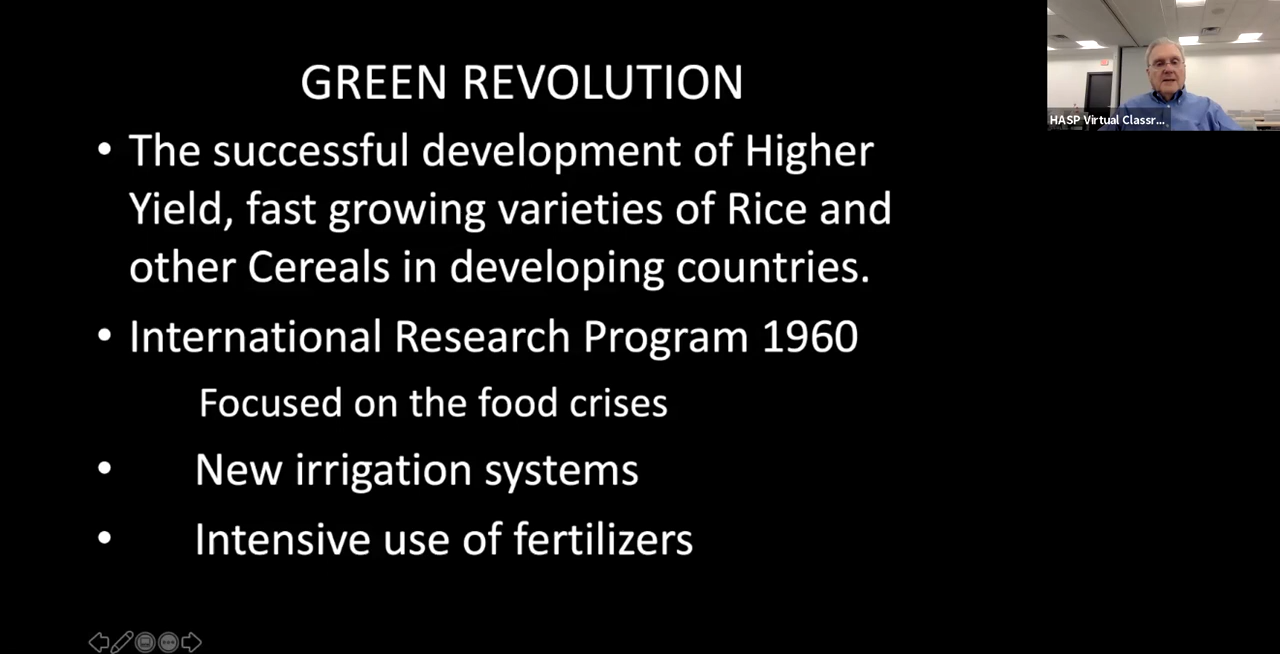 GREEN REVOLUTION
• The successful development of Higher
Yield, fast growing varieties of Rice and
other Cereals in developing countries.
• International Research Program 1960
Focused on the food crises
• New irrigation systems
• Intensive use of fertilizers
HASP Virtual Classr...